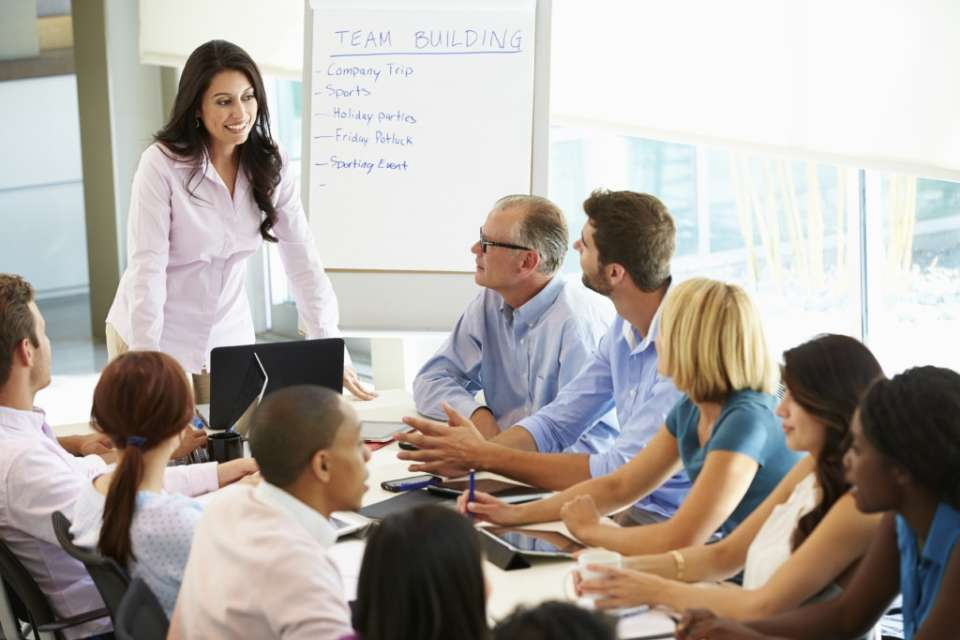 TEAM BUILDING
- Company Trip
- Sports
- Holiday parties
- Friday Potluck
- Sporting Event
-